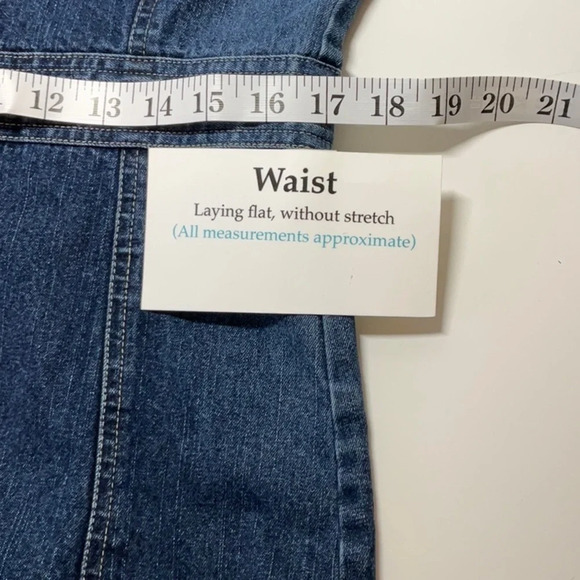 12 13 14 15 16 17 18 19 20 21
Waist
Laying flat, without stretch
(All measurements approximate)